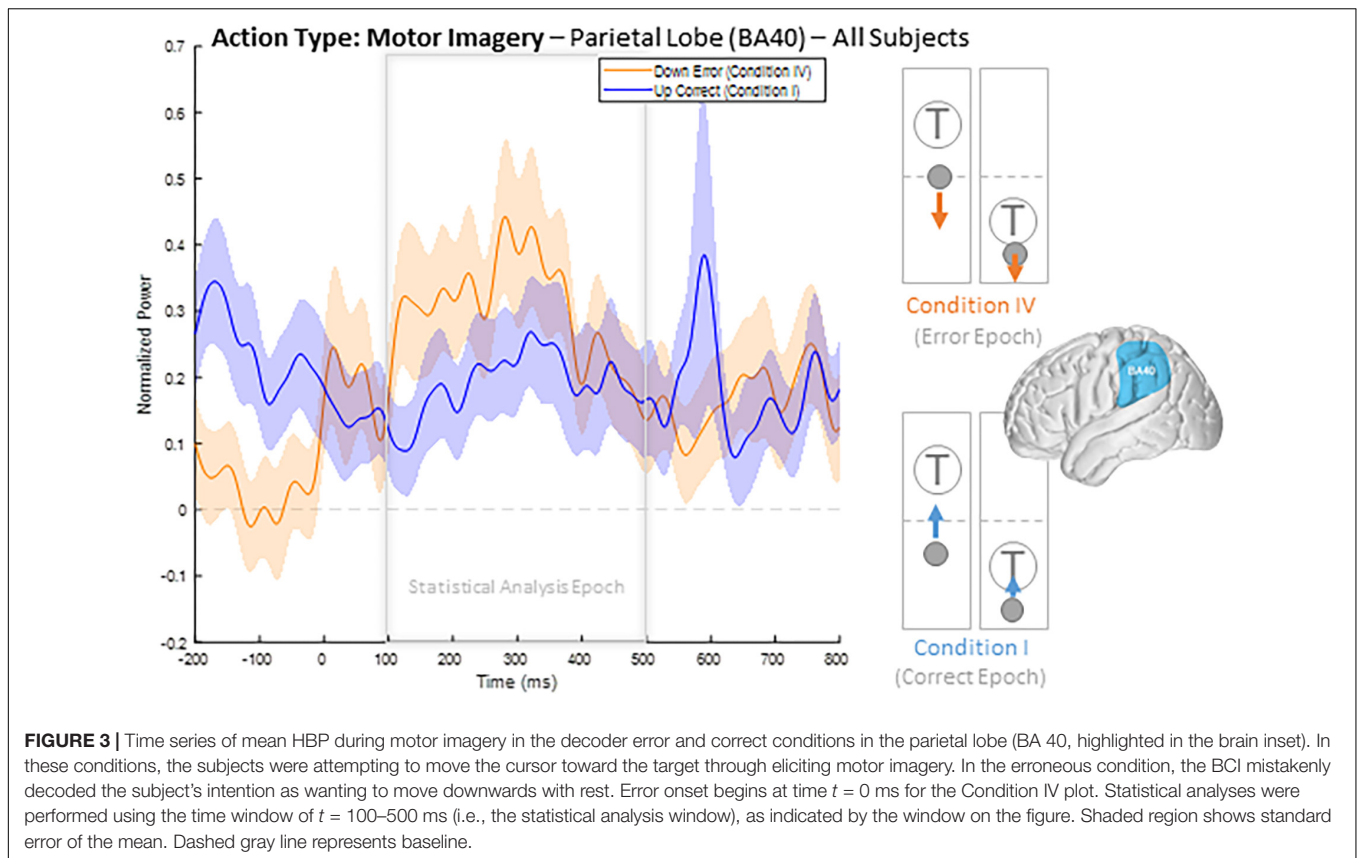 Action Type: Motor Imagery – Parietal Lobe (BA40) – All Subjects
Down Error (Condition IV)
Up Correct (Condition I)
Normalized Power
0.7
0.6
0.5
0.4
0.3
0.2
0.1
0
-0.1
-0.2
Statistical Analysis Epoch
-200 -100 0 100 200 300 400 500 600 700 800
Time (ms)
T
T
Condition IV
(Error Epoch)
BA40
T
T
Condition I
(Correct Epoch)
FIGURE 3 | Time series of mean HBP during motor imagery in the decoder error and correct conditions in the parietal lobe (BA 40, highlighted in the brain inset). In
these conditions, the subjects were attempting to move the cursor toward the target through eliciting motor imagery. In the erroneous condition, the BCI mistakenly
decoded the subject's intention as wanting to move downwards with rest. Error onset begins at time t = 0 ms for the Condition IV plot. Statistical analyses were
performed using the time window of t = 100–500 ms (i.e., the statistical analysis window), as indicated by the window on the figure. Shaded region shows standard
error of the mean. Dashed gray line represents baseline.